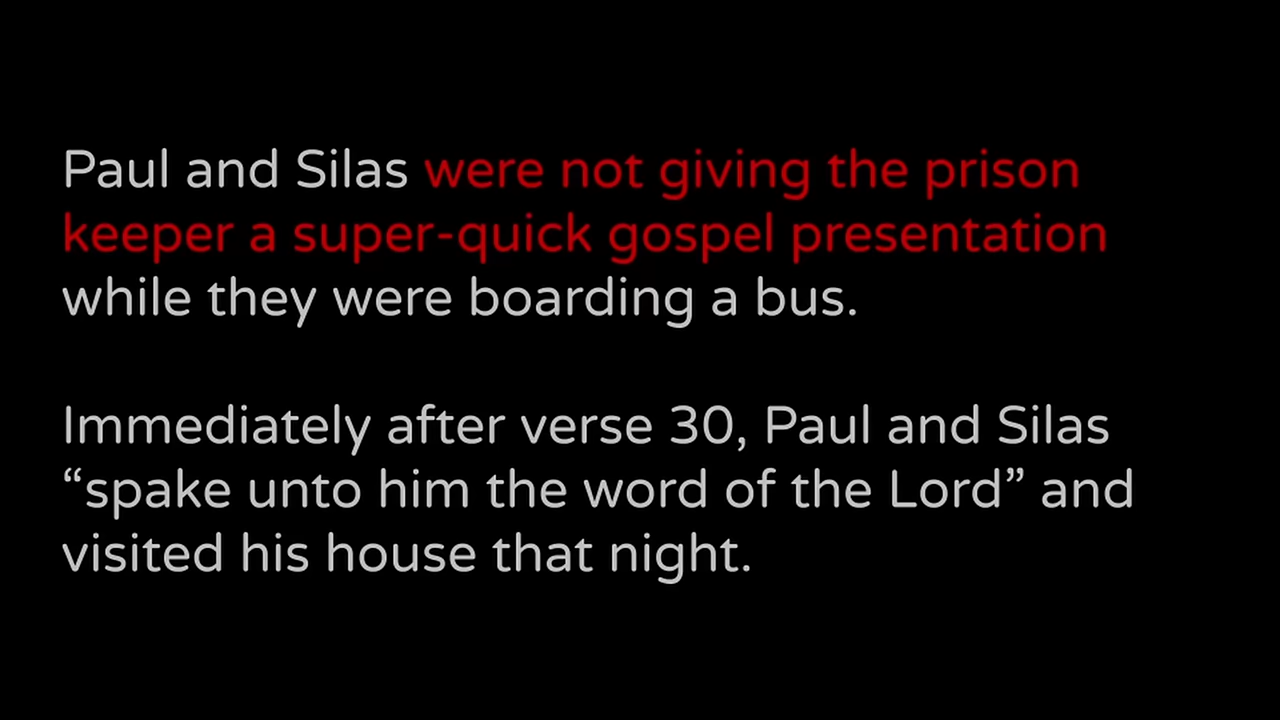 Paul and Silas were not giving the prison
keeper a super-quick gospel presentation
while they were boarding a bus.
Immediately after verse 30, Paul and Silas
“spake unto him the word of the Lord” and
visited his house that night.